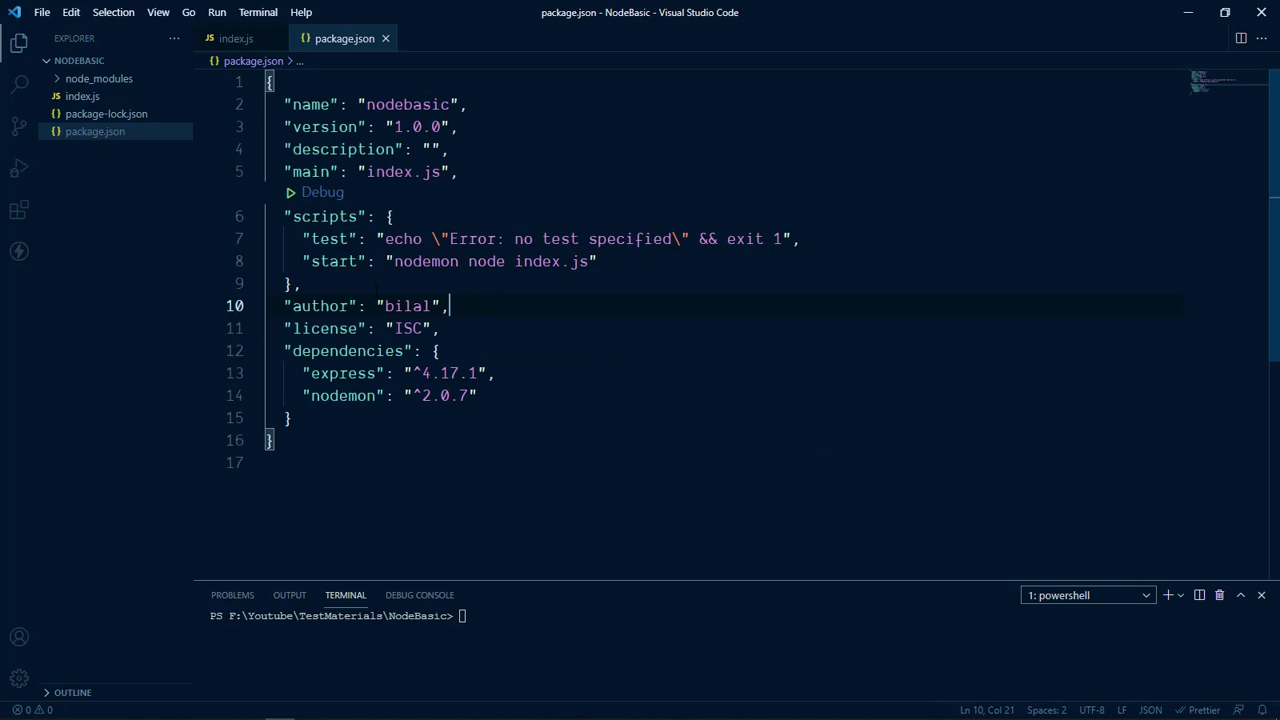 File Edit Selection View Go Run Terminal Help
package.json - NodeBasic - Visual Studio Code
EXPLORER
NODEBASIC
node_modules
index.js
package-lock.json
package.json
OUTLINE
index.js
package.json
package.json > ...
1 {
2 "name": "nodebasic",
3 "version": "1.0.0",
4 "description": "",
5 "main": "index.js",
Debug
6 "scripts": {
7 "test": "echo \"Error: no test specified\" && exit 1",
8 "start": "nodemon node index.js"
9 },
10 "author": "bilal",
11 "license": "ISC",
12 "dependencies": {
13 "express": "^4.17.1",
14 "nodemon": "^2.0.7"
15 }
16 }
17
PROBLEMS OUTPUT TERMINAL DEBUG CONSOLE
1: powershell
PS F:\Youtube\TestMaterials\NodeBasic>
0 0
Ln 10, Col 21 Spaces: 2 UTF-8 LF JSON Prettier